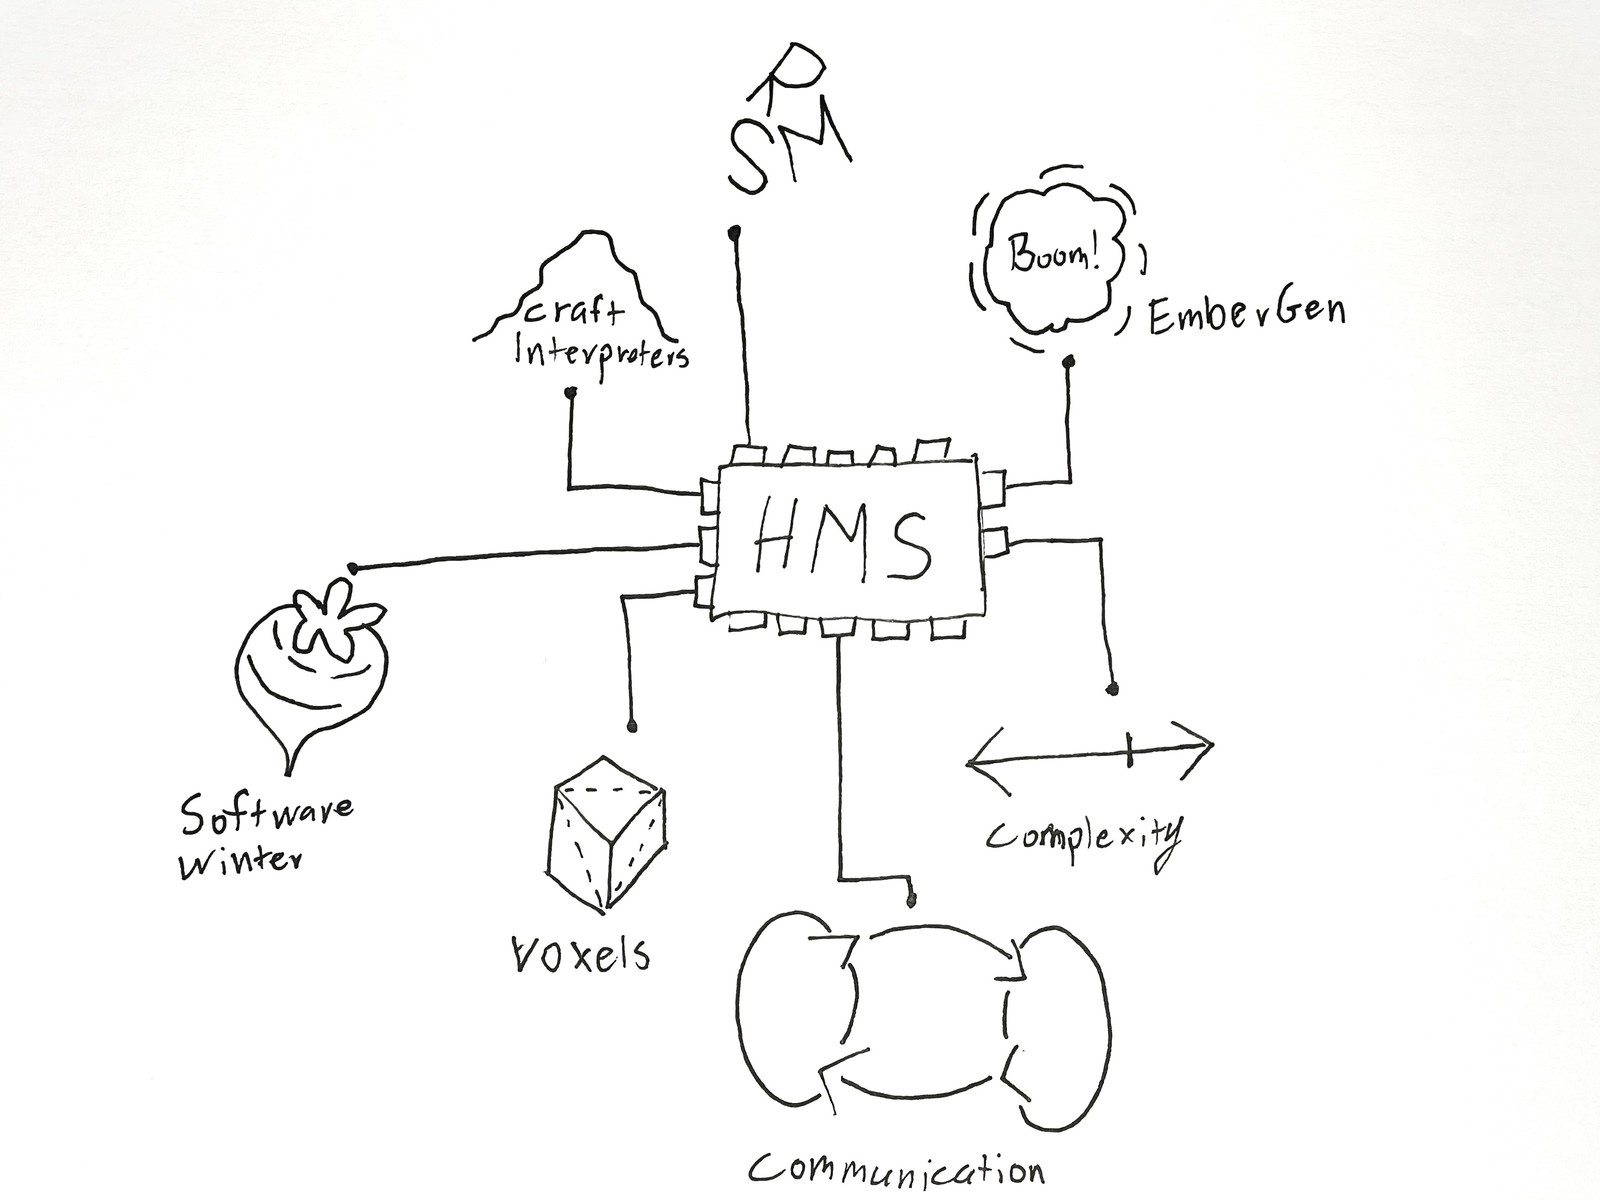 R
SM
Boom!
EmberGen
craft
Interpreters
HMS
Software
Winter
Complexity
Voxels
Communication